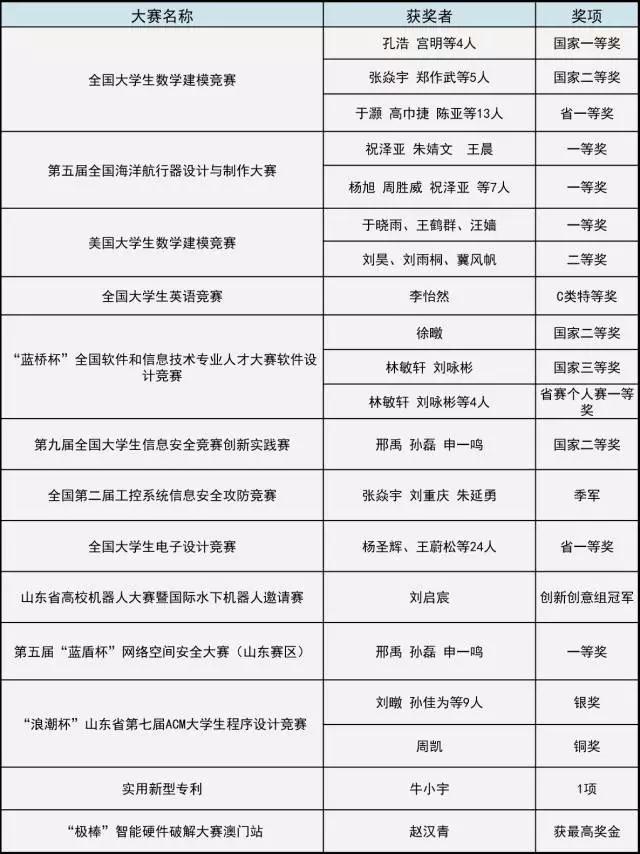 大赛名称 获奖者 奖项
全国大学生数学建模竞赛
孔浩 宫明等4人 国家一等奖
张焱宇 郑作武等5人 国家二等奖
于灏 高巾捷 陈亚等13人 省一等奖
第五届全国海洋航行器设计与制作大赛
祝泽亚 朱婧文 王晨 一等奖
杨旭 周胜威 祝泽亚 等7人 一等奖
美国大学生数学建模竞赛
于晓雨、王鹤群、汪嫱 一等奖
刘昊、刘雨桐、冀风帆 二等奖
全国大学生英语竞赛 李怡然 C类特等奖
“蓝桥杯”全国软件和信息技术专业人才大赛软件设
计竞赛
徐暾 国家二等奖
林敏轩 刘咏彬 国家三等奖
林敏轩 刘咏彬等4人 省赛个人赛一等
奖
第九届全国大学生信息安全竞赛创新实践赛 邢禹 孙磊 申一鸣 国家二等奖
全国第二届工控系统信息安全攻防竞赛 张焱宇 刘重庆 朱延勇 季军
全国大学生电子设计竞赛 杨圣辉、王蔚松等24人 省一等奖
山东省高校机器人大赛暨国际水下机器人邀请赛 刘启宸 创新创意组冠军
第五届“蓝盾杯”网络空间安全大赛（山东赛区） 邢禹 孙磊 申一鸣 一等奖
“浪潮杯”山东省第七届ACM大学生程序设计竞赛
刘暾 孙佳为等9人 银奖
周凯 铜奖
实用新型专利 牛小宇 1项
“极棒”智能硬件破解大赛澳门站 赵汉青 获最高奖金